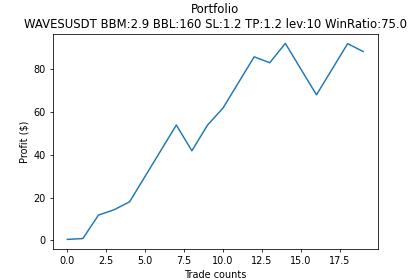 Portfolio
WAVESUSDT BBM:2.9 BBL:160 SL:1.2 TP:1.2 lev:10 WinRatio:75.0
80
60
40
20
0
Profit ($)
0.0 2.5 5.0 7.5 10.0 12.5 15.0 17.5
Trade counts